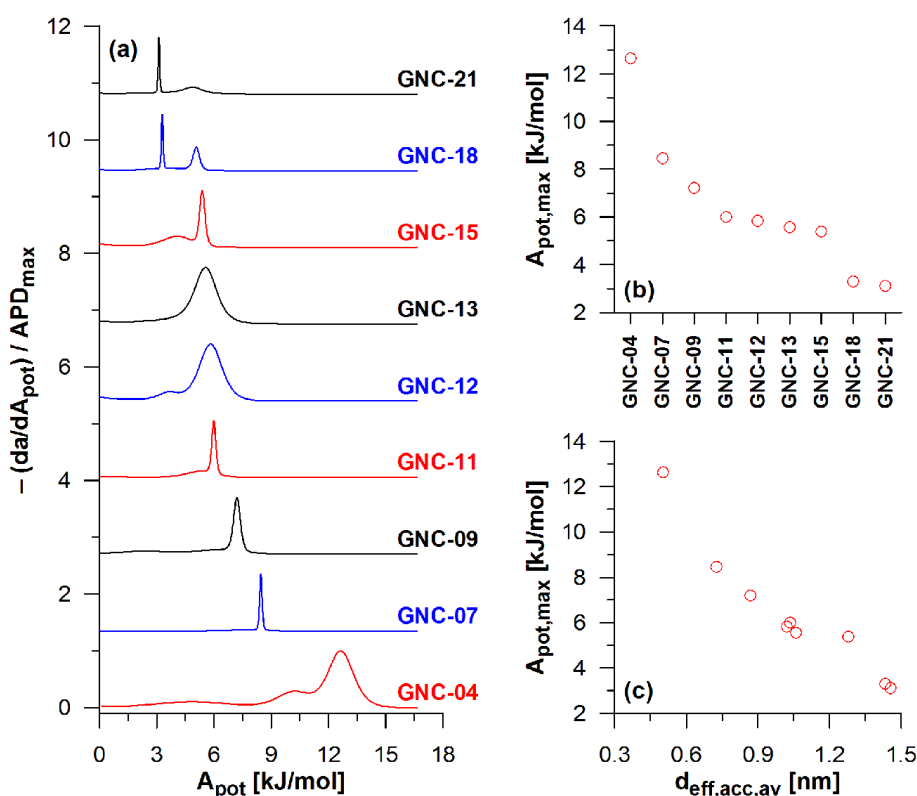 (a)
– (da/dApot) / APDmax
12
10
8
6
4
2
0
GNC-21
GNC-18
GNC-15
GNC-13
GNC-12
GNC-11
GNC-09
GNC-07
GNC-04
0 3 6 9 12 15 18
Apot [kJ/mol]
(b)
Apot,max [kJ/mol]
14
12
10
8
6
4
2
GNC-04
GNC-07
GNC-09
GNC-11
GNC-12
GNC-13
GNC-15
GNC-18
GNC-21
(c)
Apot,max [kJ/mol]
14
12
10
8
6
4
2
0.3 0.6 0.9 1.2 1.5
deff,acc,av [nm]